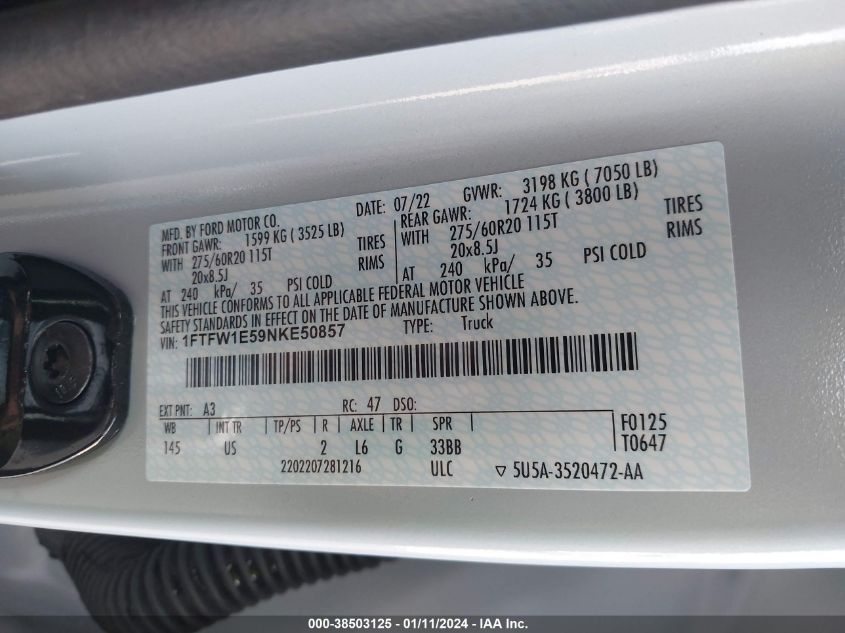 MFD. BY FORD MOTOR CO. DATE: 07/22 GVWR: 3198 KG ( 7050 LB)
FRONT GAWR: 1599 KG ( 3525 LB) REAR GAWR: 1724 KG ( 3800 LB)
WITH 275/60R20 115T TIRES WITH 275/60R20 115T TIRES
20x8.5J RIMS 20x8.5J RIMS
AT 240 kPa/ 35 PSI COLD AT 240 kPa/ 35 PSI COLD
THIS VEHICLE CONFORMS TO ALL APPLICABLE FEDERAL MOTOR VEHICLE
SAFETY STANDARDS IN EFFECT ON THE DATE OF MANUFACTURE SHOWN ABOVE.
VIN: 1FTFW1E59NKE50857 TYPE: Truck
EXT PNT: A3 RC: 47 DSO:
WB INT TR TP/PS R AXLE TR SPR F0125
145 US 2 L6 G 33BB T0647
2202207281216 ULC ▽ 5U5A-3520472-AA
000-38503125 - 01/11/2024 - IAA Inc.